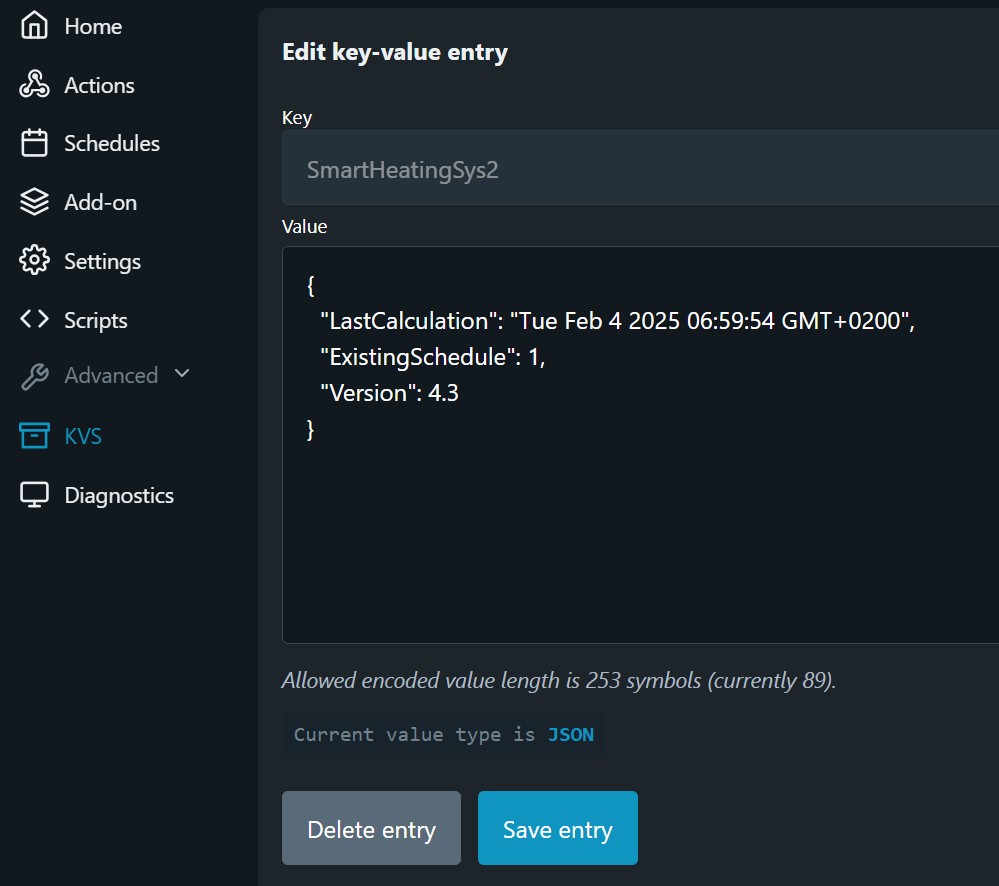 Home
Actions
Schedules
Add-on
Settings
Scripts
Advanced
KVS
Diagnostics
Edit key-value entry
Key
SmartHeatingSys2
Value
{
"LastCalculation": "Tue Feb 4 2025 06:59:54 GMT+0200",
"ExistingSchedule": 1,
"Version": 4.3
}
Allowed encoded value length is 253 symbols (currently 89).
Current value type is JSON
Delete entry
Save entry